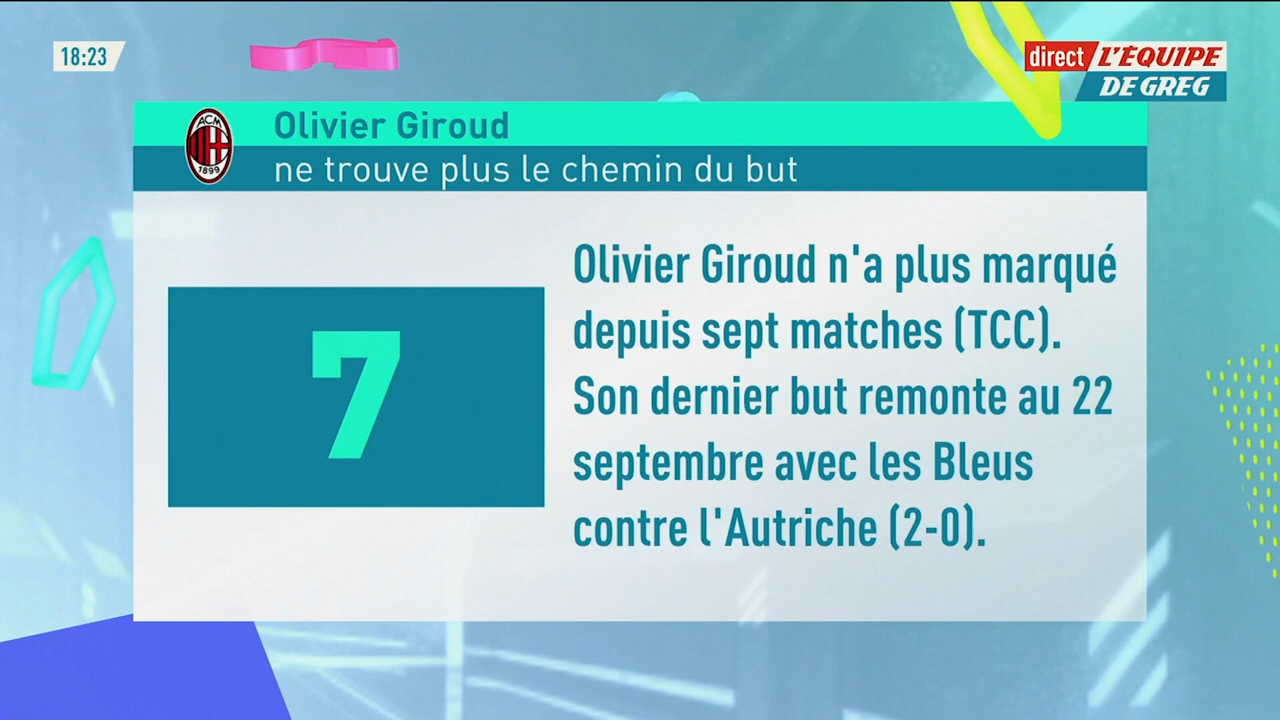 18:23
direct L'ÉQUIPE
DE GREG
ACM
1899
Olivier Giroud
ne trouve plus le chemin du but
7
Olivier Giroud n'a plus marqué
depuis sept matches (TCC).
Son dernier but remonte au 22
septembre avec les Bleus
contre l'Autriche (2-0).